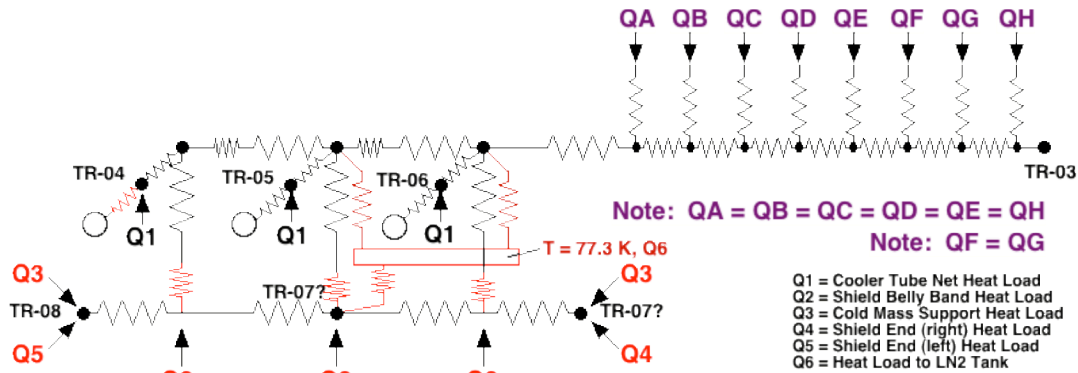 QA QB QC QD QE QF QG QH
TR-04 TR-05 TR-06 TR-03
Q1 Q1 Q1
Note: QA = QB = QC = QD = QE = QH
Note: QF = QG
T = 77.3 K, Q6
Q3 Q3
TR-08 TR-07? TR-07?
Q5 Q4
Q1 = Cooler Tube Net Heat Load
Q2 = Shield Belly Band Heat Load
Q3 = Cold Mass Support Heat Load
Q4 = Shield End (right) Heat Load
Q5 = Shield End (left) Heat Load
Q6 = Heat Load to LN2 Tank